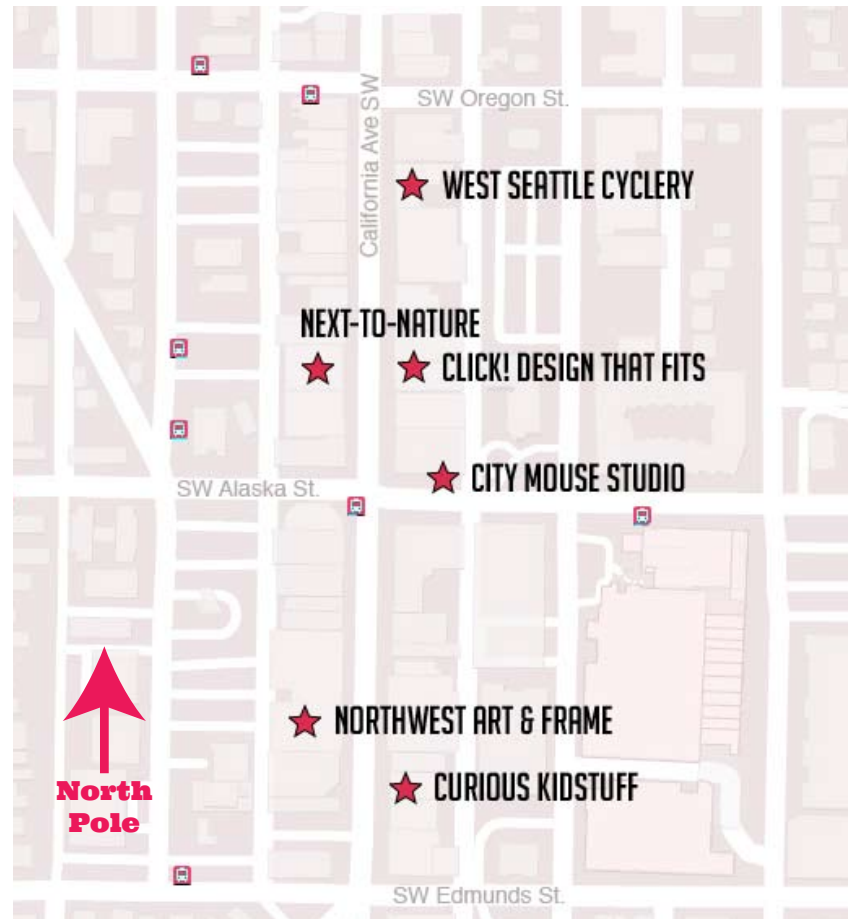 SW Oregon St.
California Ave SW
WEST SEATTLE CYCLERY
NEXT-TO-NATURE
CLICK! DESIGN THAT FITS
CITY MOUSE STUDIO
SW Alaska St.
NORTHWEST ART & FRAME
CURIOUS KIDSTUFF
North
Pole
SW Edmunds St.